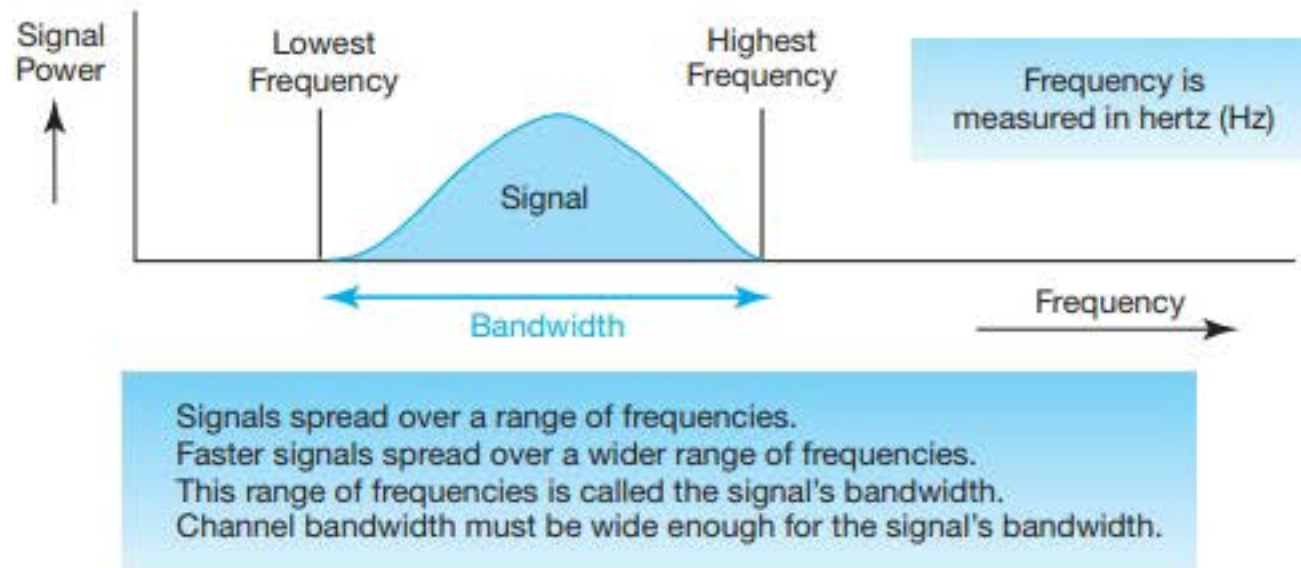 Signal
Power
Lowest
Frequency
Highest
Frequency
Frequency is
measured in hertz (Hz)
Signal
Bandwidth
Frequency
Signals spread over a range of frequencies.
Faster signals spread over a wider range of frequencies.
This range of frequencies is called the signal's bandwidth.
Channel bandwidth must be wide enough for the signal's bandwidth.